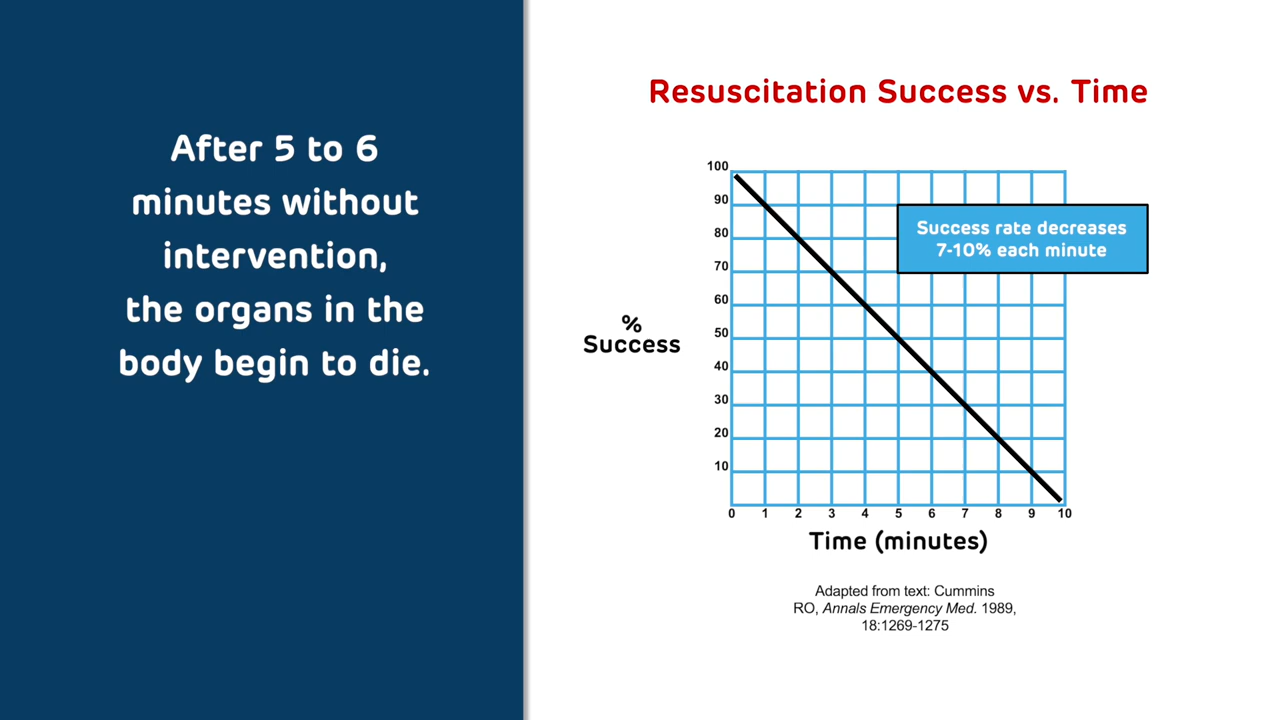 After 5 to 6
minutes without
intervention,
the organs in the
body begin to die.
Resuscitation Success vs. Time
100
90
80
70
60
50
40
30
20
10
Success rate decreases
7-10% each minute
%
Success
0 1 2 3 4 5 6 7 8 9 10
Time (minutes)
Adapted from text: Cummins
RO, Annals Emergency Med. 1989,
18:1269-1275